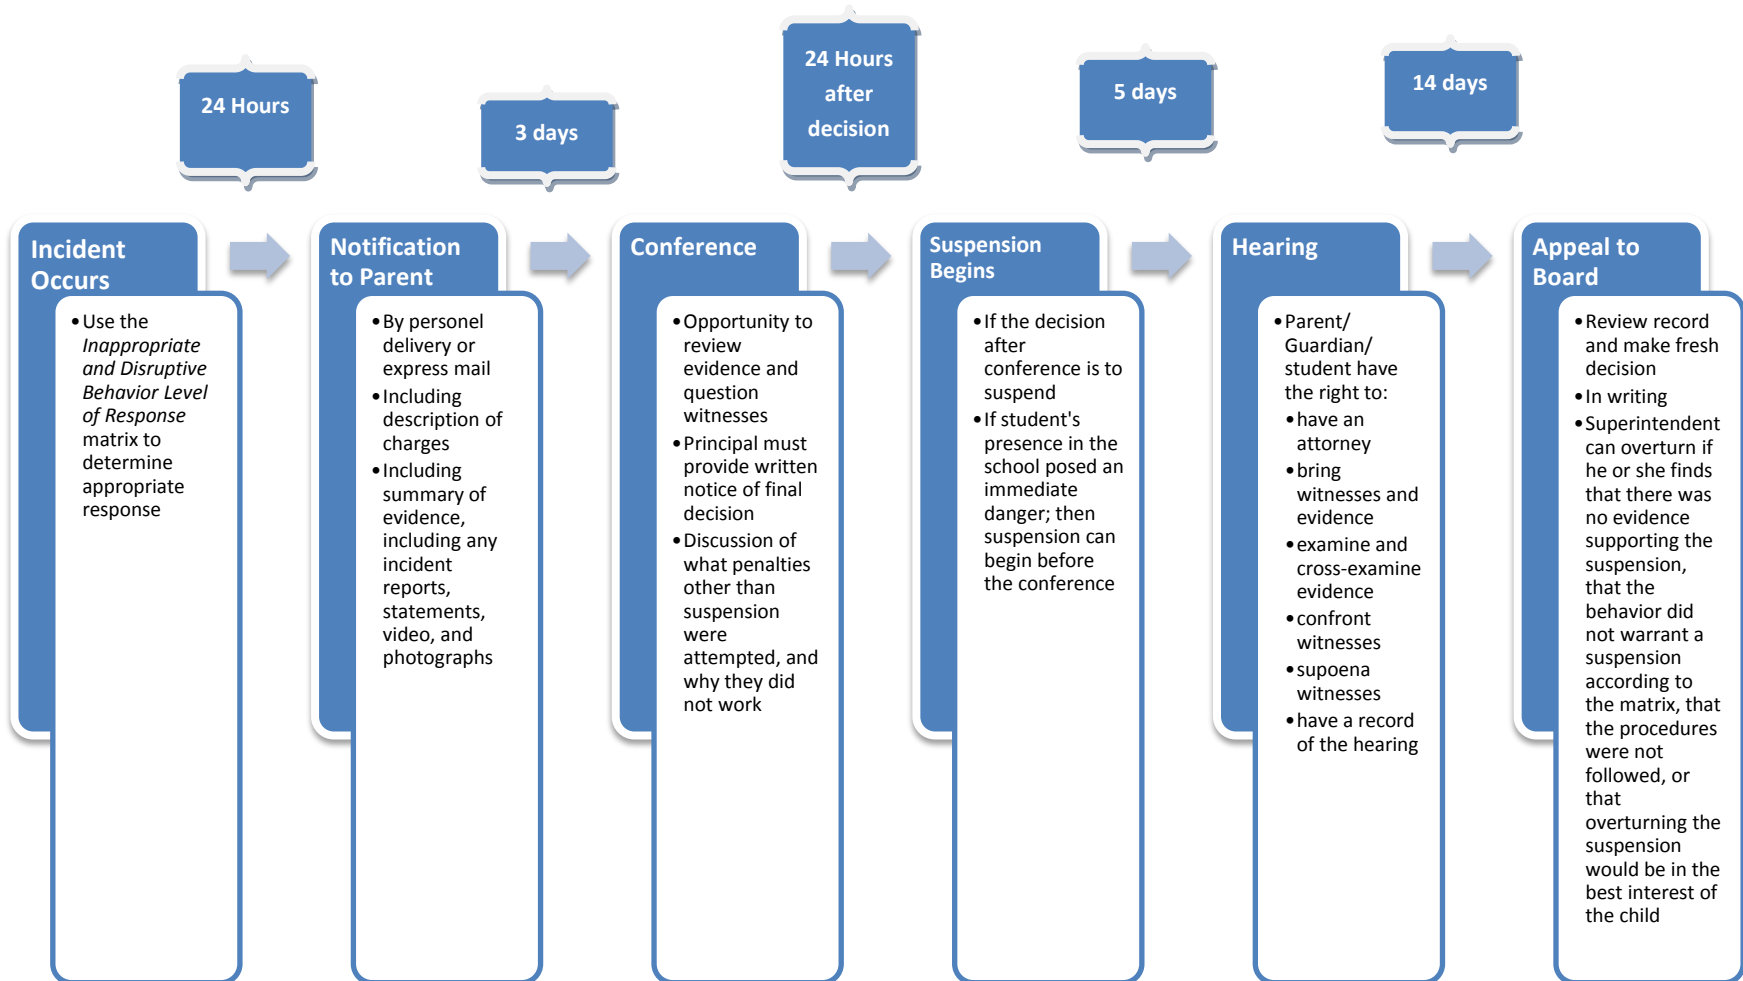 24 Hours
3 days
24 Hours
after
decision
5 days
14 days
Incident
Occurs
•Use the
Inappropriate
and Disruptive
Behavior Level
of Response
matrix to
determine
appropriate
response
Notification
to Parent
•By personel
delivery or
express mail
•Including
description of
charges
•Including
summary of
evidence,
including any
incident
reports,
statements,
video, and
photographs
Conference
•Opportunity to
review
evidence and
question
witnesses
•Principal must
provide written
notice of final
decision
•Discussion of
what penalties
other than
suspension
were
attempted, and
why they did
not work
Suspension
Begins
•If the decision
after
conference is to
suspend
•If student's
presence in the
school posed an
immediate
danger; then
suspension can
begin before
the conference
Hearing
•Parent/
Guardian/
student have
the right to:
•have an
attorney
•bring
witnesses and
evidence
•examine and
cross-examine
evidence
•confront
witnesses
•supoena
witnesses
•have a record
of the hearing
Appeal to
Board
•Review record
and make fresh
decision
•In writing
•Superintendent
can overturn if
he or she finds
that there was
no evidence
supporting the
suspension,
that the
behavior did
not warrant a
suspension
according to
the matrix, that
the procedures
were not
followed, or
that
overturning the
suspension
would be in the
best interest of
the child